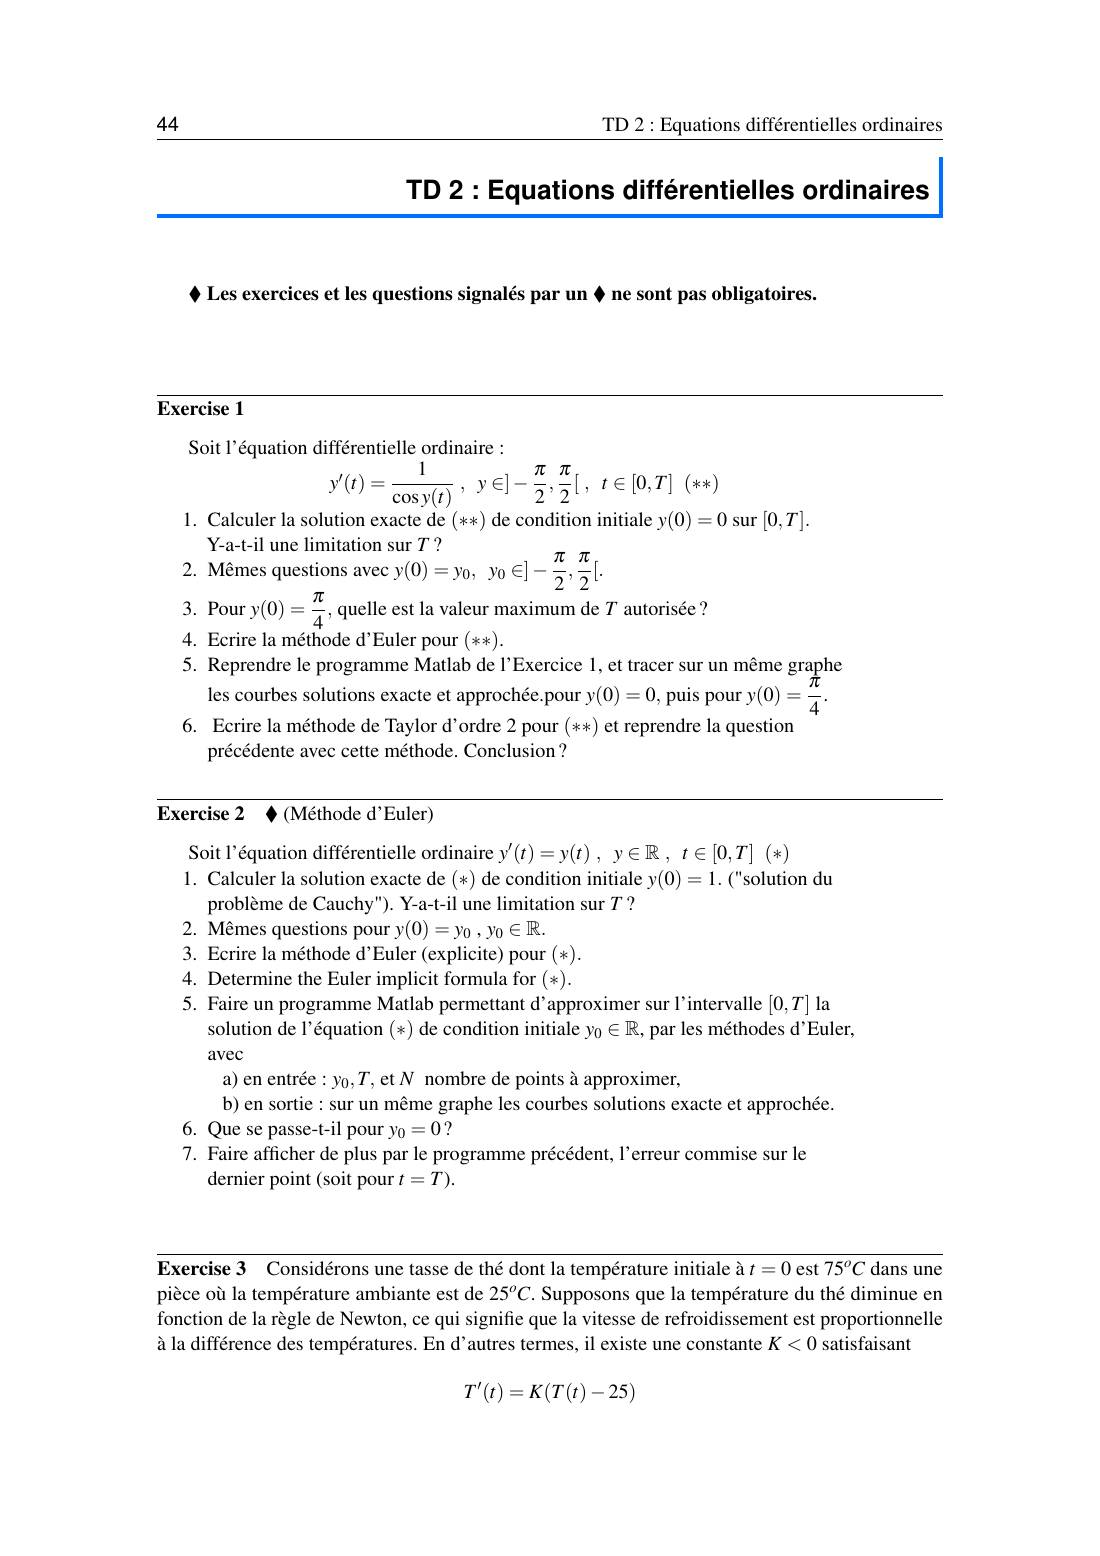 44 TD 2 : Equations différentielles ordinaires
TD 2 : Equations différentielles ordinaires
♦ Les exercices et les questions signalés par un ♦ ne sont pas obligatoires.
Exercise 1
Soit l'équation différentielle ordinaire :
y′(t) = 1/cos y(t) , y ∈] − π/2, π/2[ , t ∈ [0,T] (∗∗)
1. Calculer la solution exacte de (∗∗) de condition initiale y(0) = 0 sur [0,T].
Y-a-t-il une limitation sur T ?
2. Mêmes questions avec y(0) = y₀, y₀ ∈] − π/2, π/2[.
3. Pour y(0) = π/4, quelle est la valeur maximum de T autorisée ?
4. Ecrire la méthode d'Euler pour (∗∗).
5. Reprendre le programme Matlab de l'Exercice 1, et tracer sur un même graphe
les courbes solutions exacte et approchée.pour y(0) = 0, puis pour y(0) = π/4.
6. Ecrire la méthode de Taylor d'ordre 2 pour (∗∗) et reprendre la question
précédente avec cette méthode. Conclusion ?
Exercise 2 ♦ (Méthode d'Euler)
Soit l'équation différentielle ordinaire y′(t) = y(t) , y ∈ ℝ , t ∈ [0,T] (∗)
1. Calculer la solution exacte de (∗) de condition initiale y(0) = 1. ("solution du
problème de Cauchy"). Y-a-t-il une limitation sur T ?
2. Mêmes questions pour y(0) = y₀ , y₀ ∈ ℝ.
3. Ecrire la méthode d'Euler (explicite) pour (∗).
4. Determine the Euler implicit formula for (∗).
5. Faire un programme Matlab permettant d'approximer sur l'intervalle [0,T] la
solution de l'équation (∗) de condition initiale y₀ ∈ ℝ, par les méthodes d'Euler,
avec
a) en entrée : y₀,T, et N nombre de points à approximer,
b) en sortie : sur un même graphe les courbes solutions exacte et approchée.
6. Que se passe-t-il pour y₀ = 0 ?
7. Faire afficher de plus par le programme précédent, l'erreur commise sur le
dernier point (soit pour t = T).
Exercise 3 Considérons une tasse de thé dont la température initiale à t = 0 est 75°C dans une
pièce où la température ambiante est de 25°C. Supposons que la température du thé diminue en
fonction de la règle de Newton, ce qui signifie que la vitesse de refroidissement est proportionnelle
à la différence des températures. En d'autres termes, il existe une constante K < 0 satisfaisant
T′(t) = K(T(t) − 25)